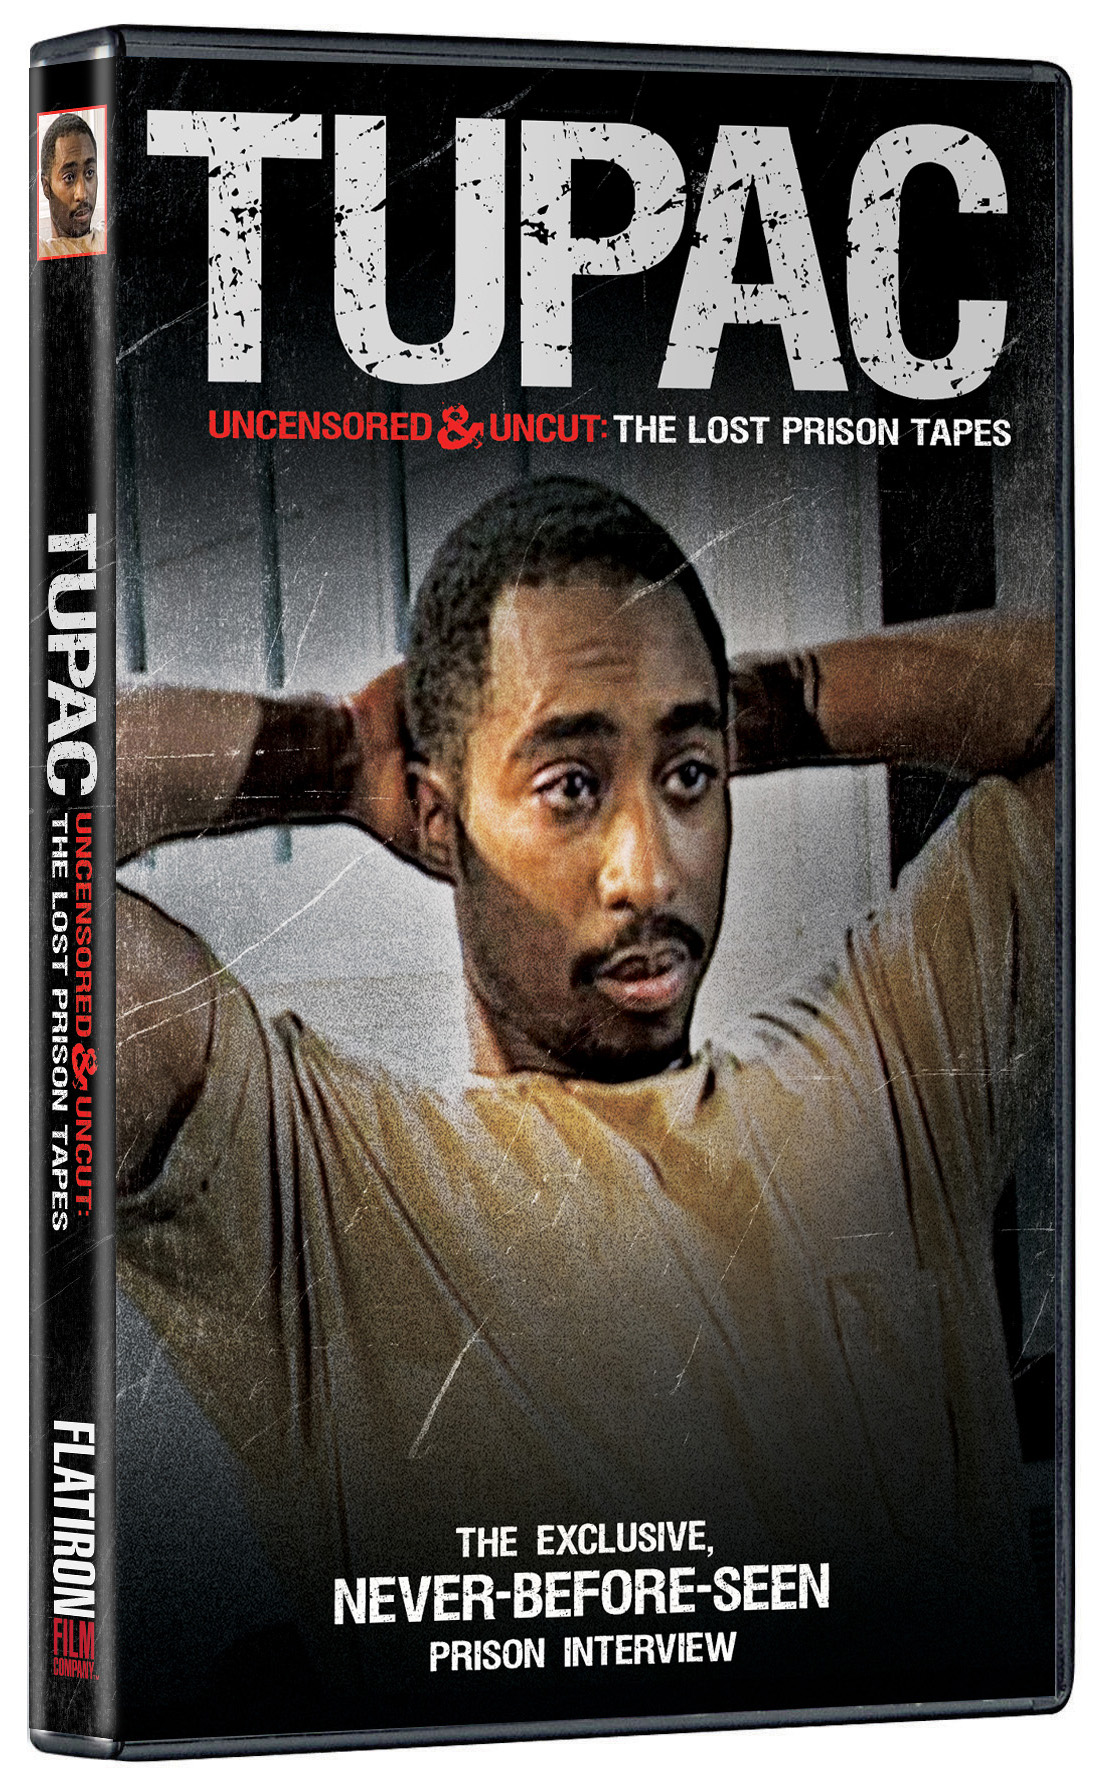 TUPAC
UNCENSORED & UNCUT: THE LOST PRISON TAPES
THE EXCLUSIVE,
NEVER-BEFORE-SEEN
PRISON INTERVIEW
TUPAC
UNCENSORED & UNCUT:
THE LOST PRISON TAPES
FLATIRON
FILM
COMPANY